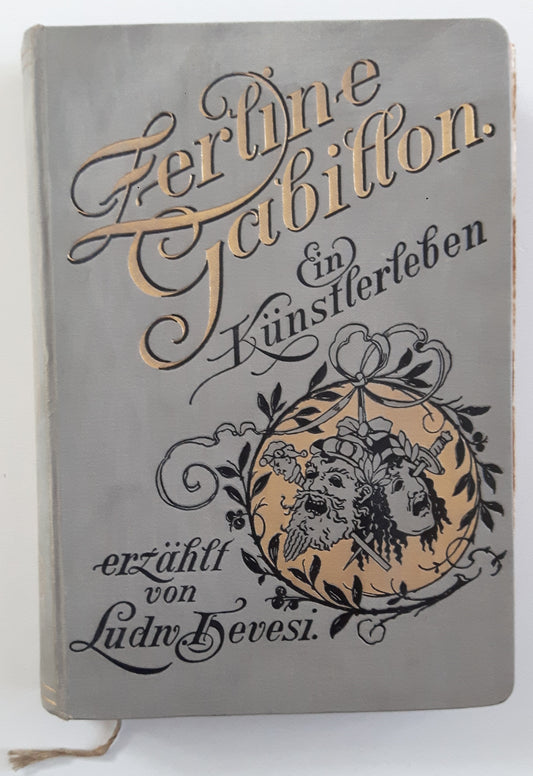 Zerline
Gabillon.
Ein
Künstlerleben
erzählt
von
Ludw. Hevesi.